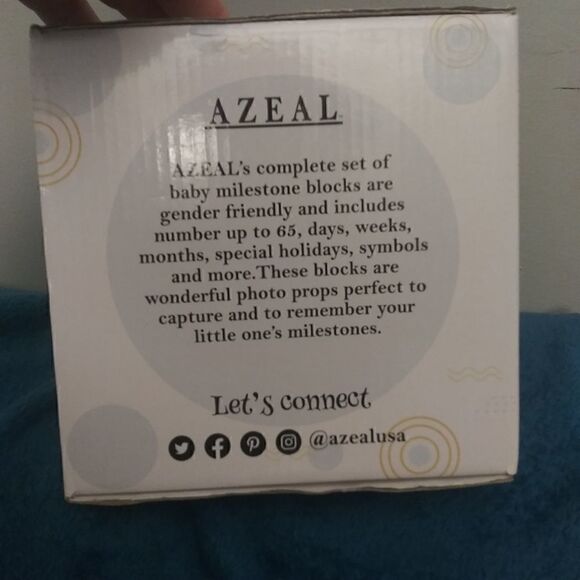 AZEAL
AZEAL's complete set of
baby milestone blocks are
gender friendly and includes
number up to 65, days, weeks,
months, special holidays, symbols
and more.These blocks are
wonderful photo props perfect to
capture and to remember your
little one's milestones.
Let's connect
@azealusa